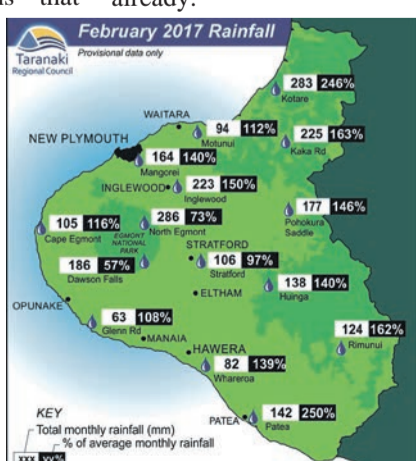 that already.
February 2017 Rainfall
Provisional data only
Taranaki
Regional Council
283 246%
Kotare
WAITARA
94 112%
Motunui
225 163%
Kaka Rd
NEW PLYMOUTH
164 140%
Mangorei
INGLEWOOD
223 150%
Inglewood
177 146%
Pohokura
Saddle
105 116%
Cape Egmont
286 73%
North Egmont
EGMONT
NATIONAL
PARK
STRATFORD
106 97%
Stratford
186 57%
Dawson Falls
138 140%
Huinga
ELTHAM
OPUNAKE
63 108%
Glenn Rd
MANAIA
124 162%
Rimunui
HAWERA
82 139%
Whareroa
KEY
Total monthly rainfall (mm)
% of average monthly rainfall
xxx yy%
PATEA
142 250%
Patea